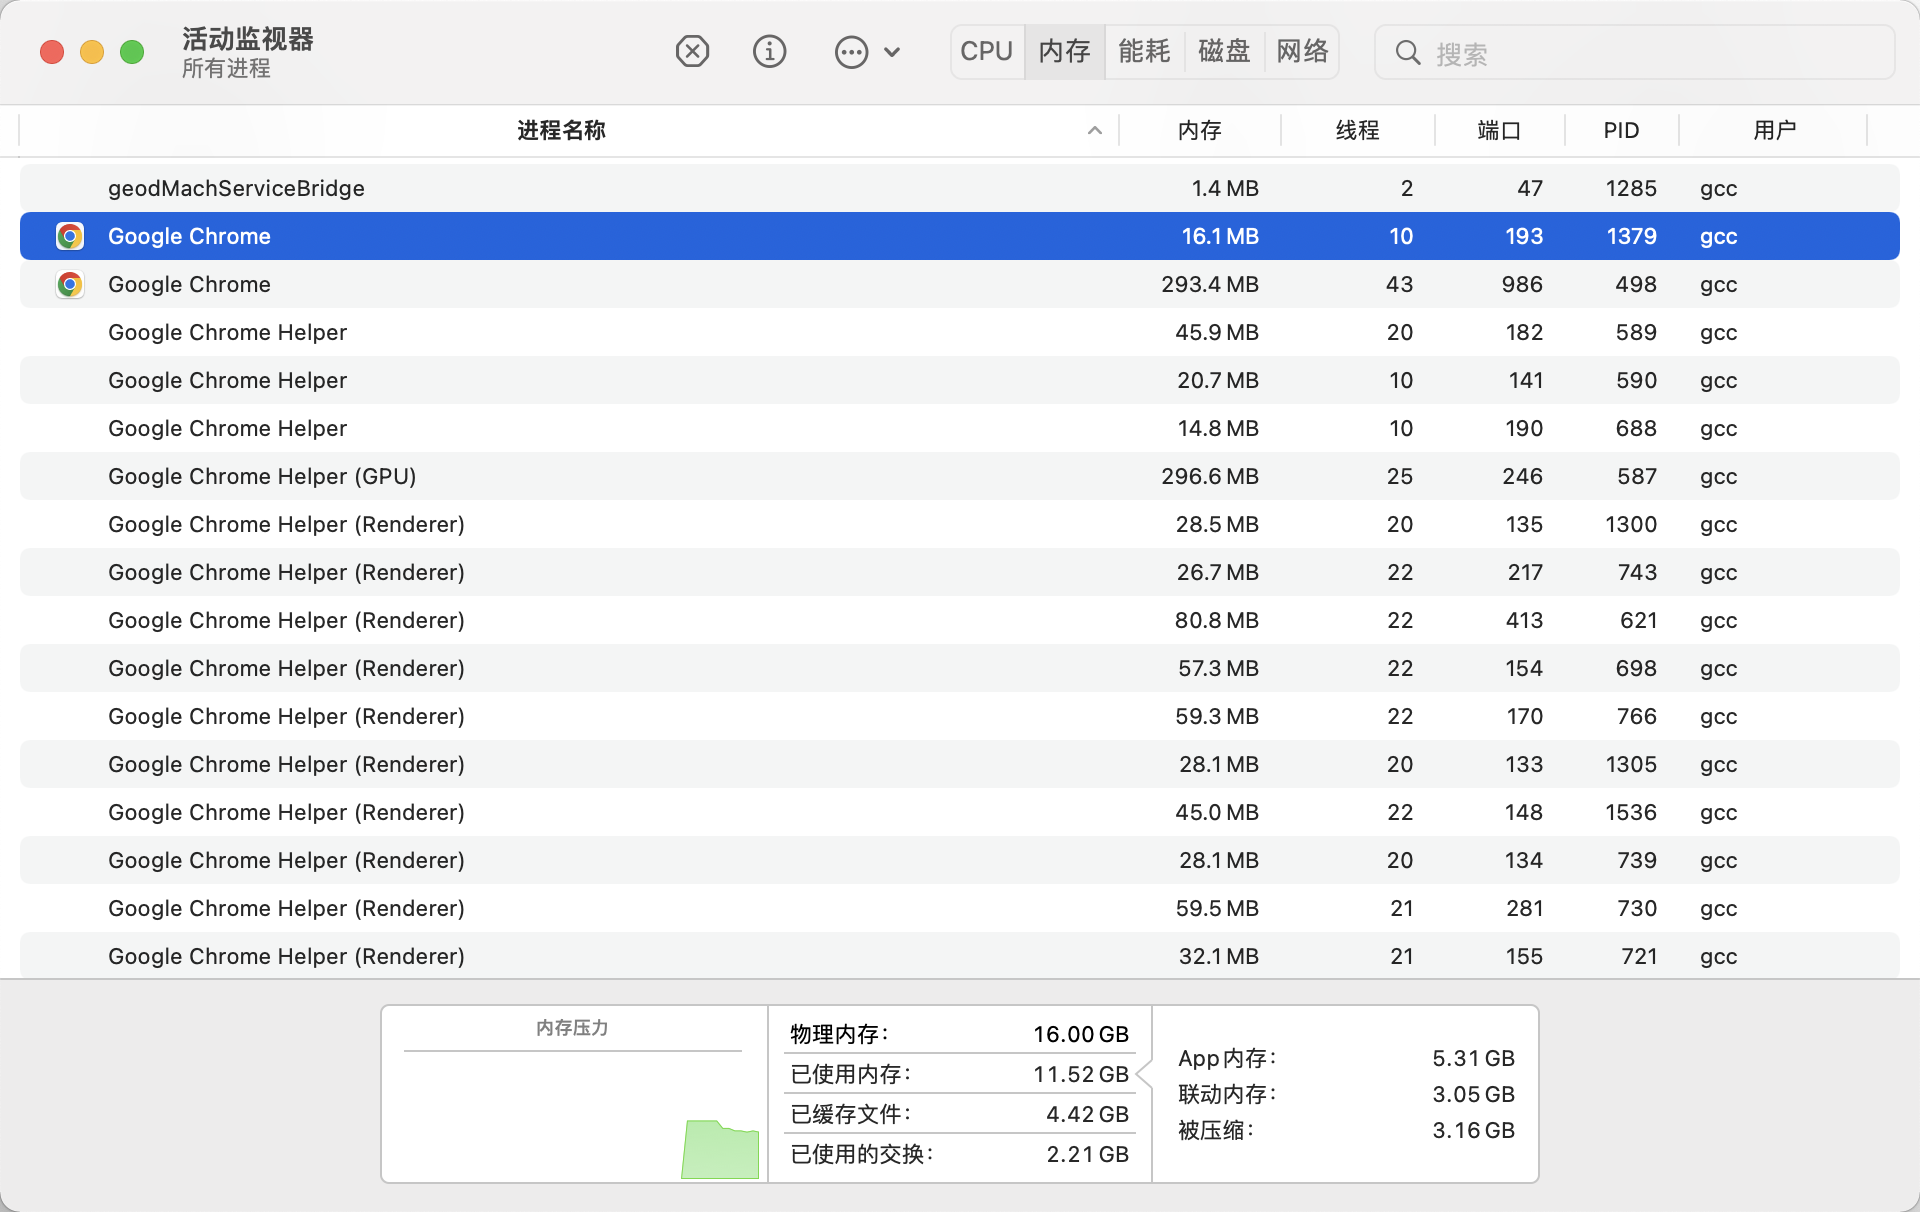 活动监视器
所有进程
CPU 内存 能耗 磁盘 网络
搜索
进程名称 内存 线程 端口 PID 用户
geodMachServiceBridge 1.4 MB 2 47 1285 gcc
Google Chrome 16.1 MB 10 193 1379 gcc
Google Chrome 293.4 MB 43 986 498 gcc
Google Chrome Helper 45.9 MB 20 182 589 gcc
Google Chrome Helper 20.7 MB 10 141 590 gcc
Google Chrome Helper 14.8 MB 10 190 688 gcc
Google Chrome Helper (GPU) 296.6 MB 25 246 587 gcc
Google Chrome Helper (Renderer) 28.5 MB 20 135 1300 gcc
Google Chrome Helper (Renderer) 26.7 MB 22 217 743 gcc
Google Chrome Helper (Renderer) 80.8 MB 22 413 621 gcc
Google Chrome Helper (Renderer) 57.3 MB 22 154 698 gcc
Google Chrome Helper (Renderer) 59.3 MB 22 170 766 gcc
Google Chrome Helper (Renderer) 28.1 MB 20 133 1305 gcc
Google Chrome Helper (Renderer) 45.0 MB 22 148 1536 gcc
Google Chrome Helper (Renderer) 28.1 MB 20 134 739 gcc
Google Chrome Helper (Renderer) 59.5 MB 21 281 730 gcc
Google Chrome Helper (Renderer) 32.1 MB 21 155 721 gcc
内存压力
物理内存： 16.00 GB
已使用内存： 11.52 GB
已缓存文件： 4.42 GB
已使用的交换： 2.21 GB
App内存： 5.31 GB
联动内存： 3.05 GB
被压缩： 3.16 GB